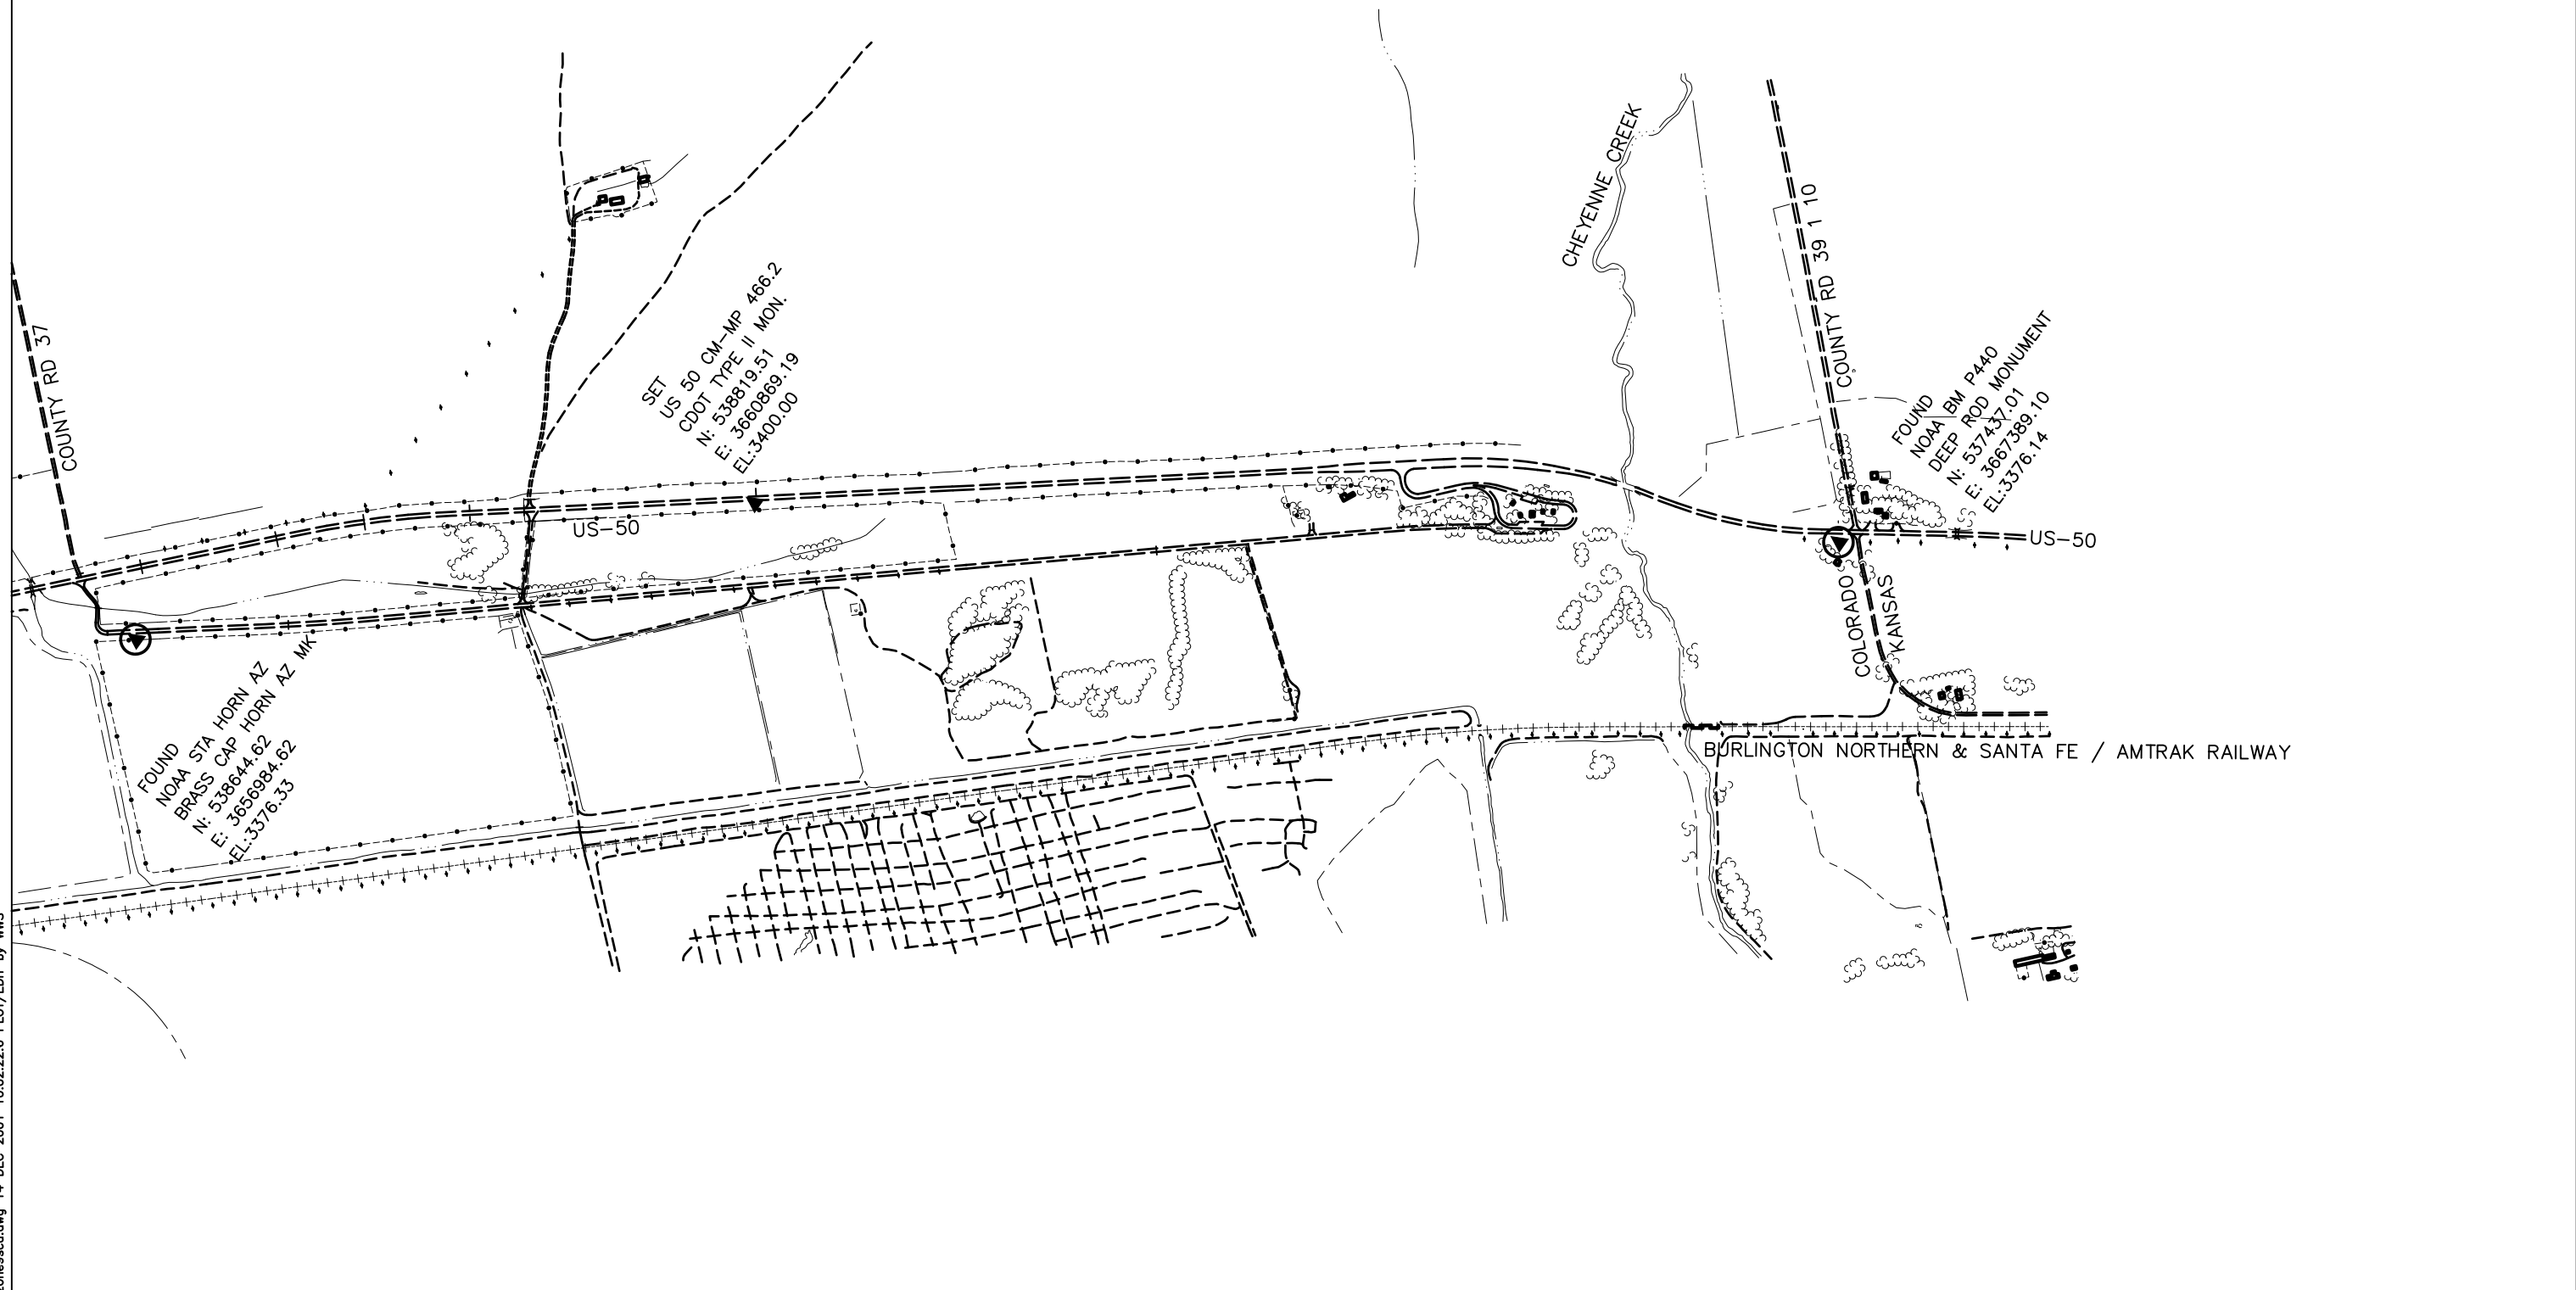 CHEYENNE CREEK
COUNTY RD 39 1 10
COUNTY RD 37
SET
US 50 CM-MP 466.2
CDOT TYPE II MON.
N: 538819.51
E: 3660869.19
EL:3400.00
FOUND
NOAA BM P440
DEEP ROD MONUMENT
N: 537437.01
E: 3667389.10
EL:3376.14
US-50
US-50
COLORADO
KANSAS
FOUND
NOAA STA HORN AZ
BRASS CAP HORN AZ MK
N: 538644.62
E: 3656984.62
EL:3376.33
BURLINGTON NORTHERN & SANTA FE / AMTRAK RAILWAY